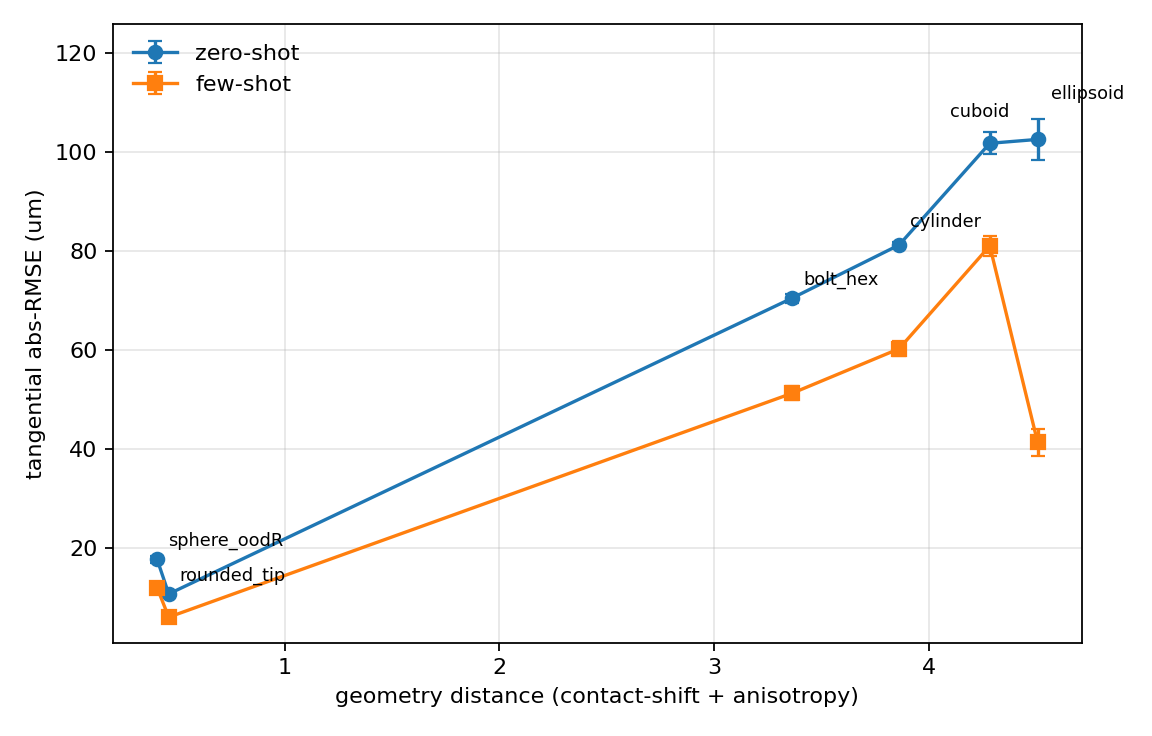 zero-shot
few-shot
120
100
80
60
40
20
tangential abs-RMSE (um)
ellipsoid
cuboid
cylinder
bolt_hex
sphere_oodR
rounded_tip
1
2
3
4
geometry distance (contact-shift + anisotropy)